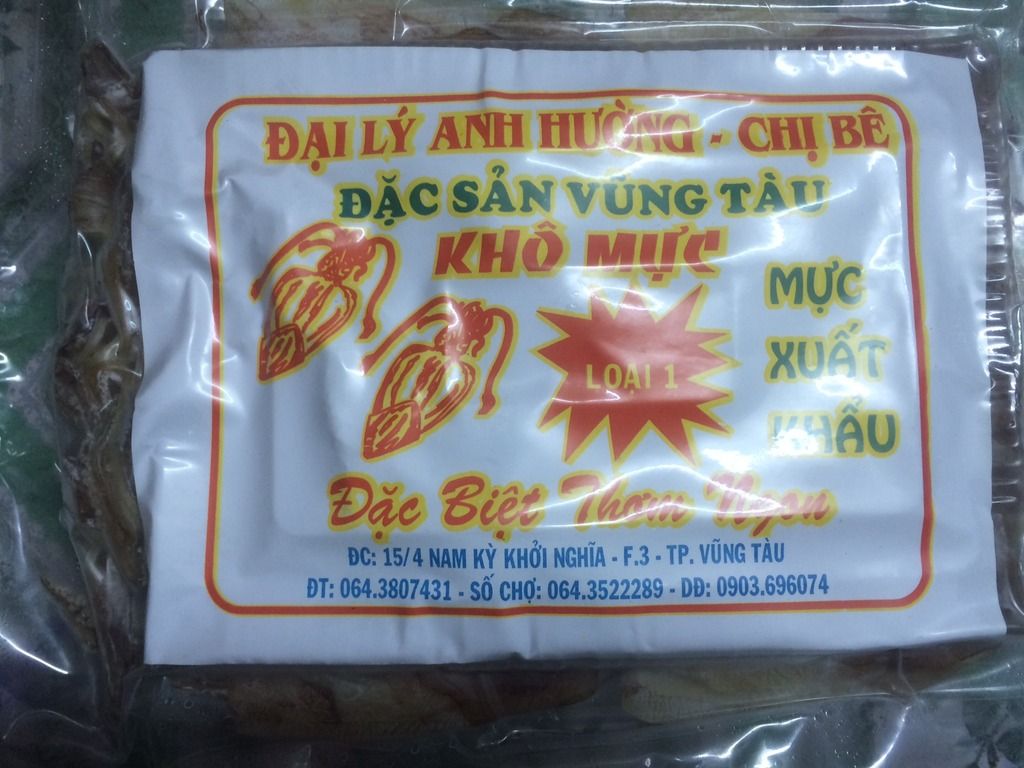 ĐẠI LÝ ANH HƯỜNG - CHỊ BÊ
ĐẶC SẢN VŨNG TÀU
KHÔ MỰC
LOẠI 1
MỰC
XUẤT
KHẨU
Đặc Biệt Thơm Ngon
ĐC: 15/4 NAM KỲ KHỞI NGHĨA - F.3 - TP. VŨNG TÀU
ĐT: 064.3807431 - SỐ CHỢ: 064.3522289 - DĐ: 0903.696074